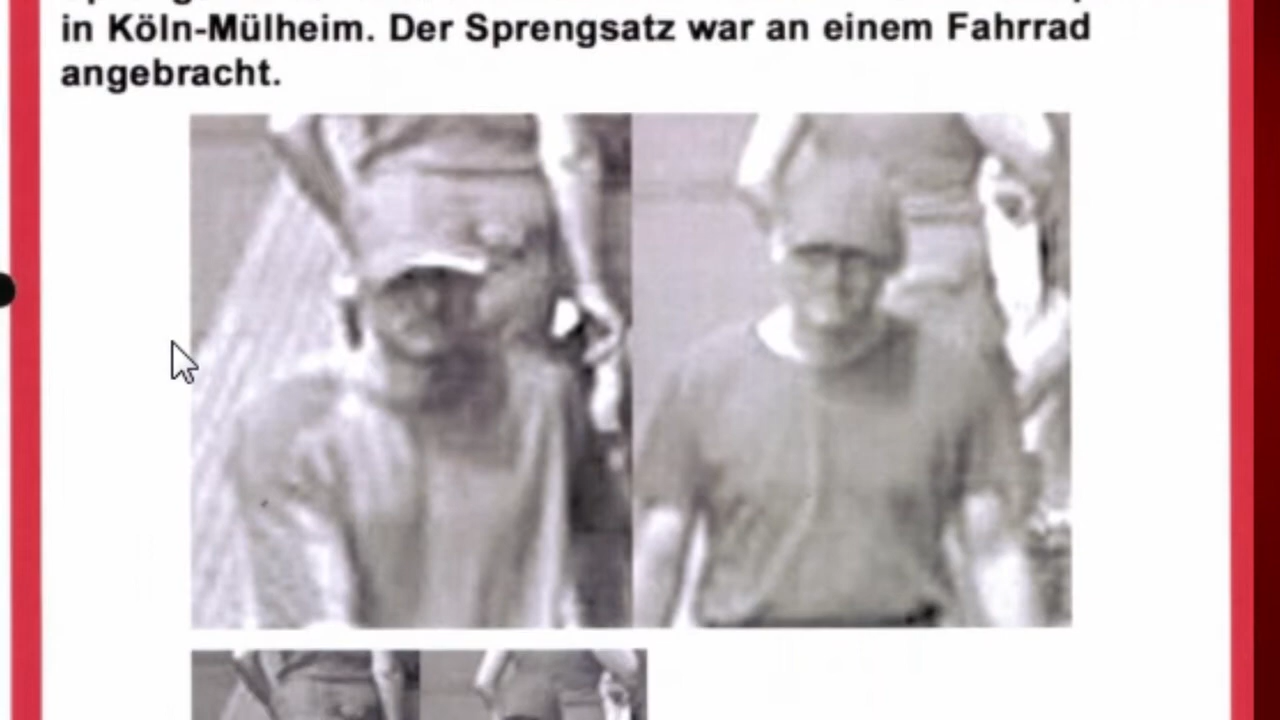 in Köln-Mülheim. Der Sprengsatz war an einem Fahrrad
angebracht.